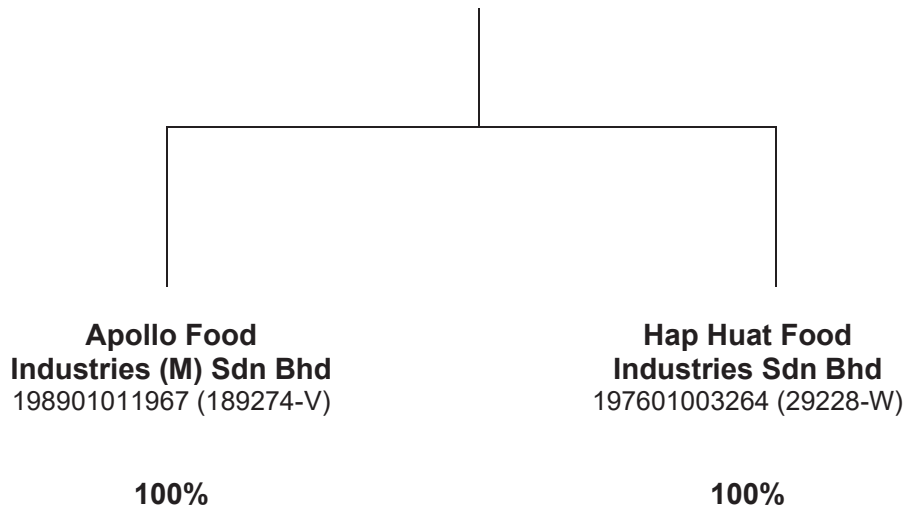 Apollo Food
Industries (M) Sdn Bhd
198901011967 (189274-V)
100%
Hap Huat Food
Industries Sdn Bhd
197601003264 (29228-W)
100%